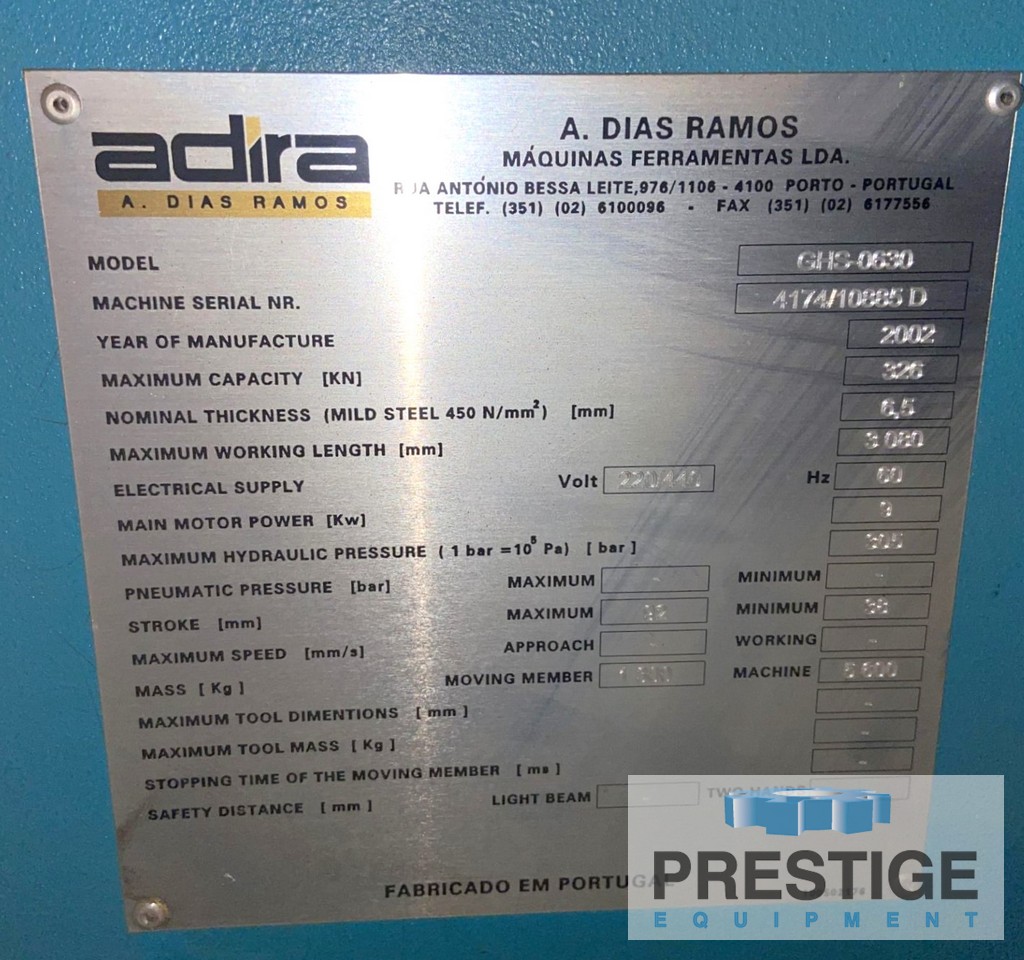 adira
A. DIAS RAMOS
A. DIAS RAMOS
MÁQUINAS FERRAMENTAS LDA.
RUA ANTÓNIO BESSA LEITE,976/1106 - 4100 PORTO - PORTUGAL
TELEF. (351) (02) 6100096 - FAX (351) (02) 6177556
MODEL GHS-0630
MACHINE SERIAL NR. 4174/10885 D
YEAR OF MANUFACTURE 2002
MAXIMUM CAPACITY [KN] 326
NOMINAL THICKNESS (MILD STEEL 450 N/mm²) [mm] 6,5
MAXIMUM WORKING LENGTH [mm] 3 080
ELECTRICAL SUPPLY Volt 220/440 Hz 60
MAIN MOTOR POWER [Kw] 9
MAXIMUM HYDRAULIC PRESSURE ( 1 bar =10⁵ Pa) [ bar ] 305
PNEUMATIC PRESSURE [bar] MAXIMUM - MINIMUM -
STROKE [mm] MAXIMUM MINIMUM
MAXIMUM SPEED [mm/s] APPROACH - WORKING -
MASS [ Kg ] MOVING MEMBER MACHINE
MAXIMUM TOOL DIMENTIONS [ mm ] -
MAXIMUM TOOL MASS [ Kg ] -
STOPPING TIME OF THE MOVING MEMBER [ ms ] -
SAFETY DISTANCE [ mm ] LIGHT BEAM - TWO HANDS
FABRICADO EM PORTUGAL
PRESTIGE
EQUIPMENT